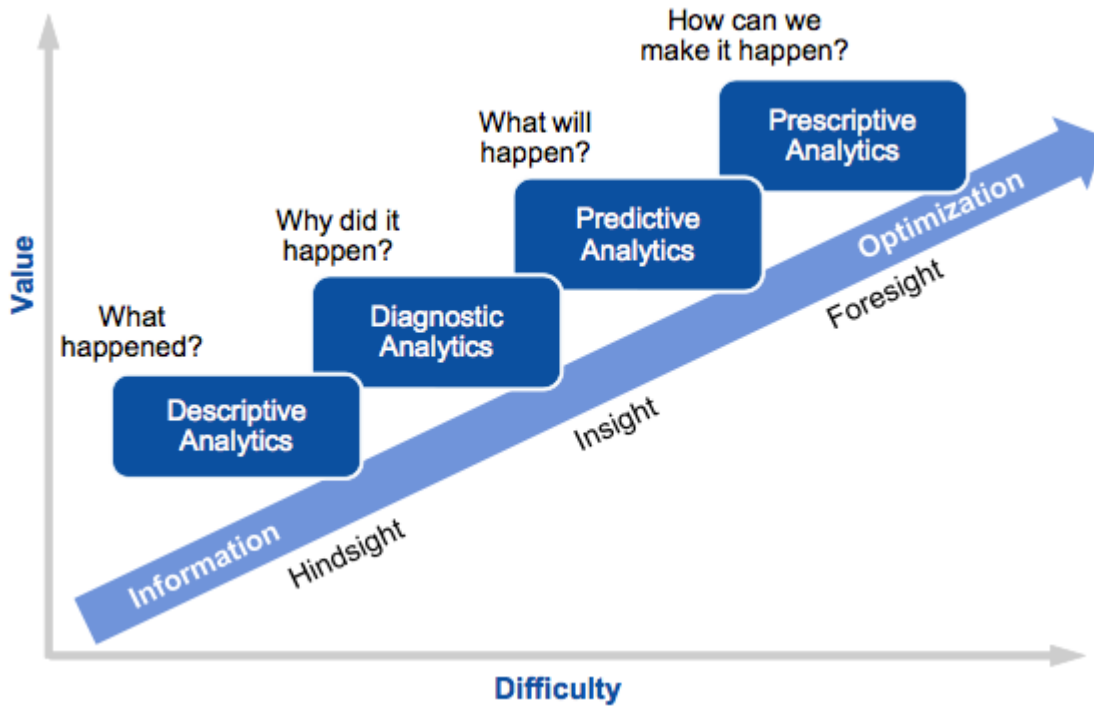 How can we
make it happen?
Prescriptive
Analytics
What will
happen?
Predictive
Analytics
Why did it
happen?
Diagnostic
Analytics
What
happened?
Descriptive
Analytics
Value
Information
Hindsight
Insight
Foresight
Optimization
Difficulty